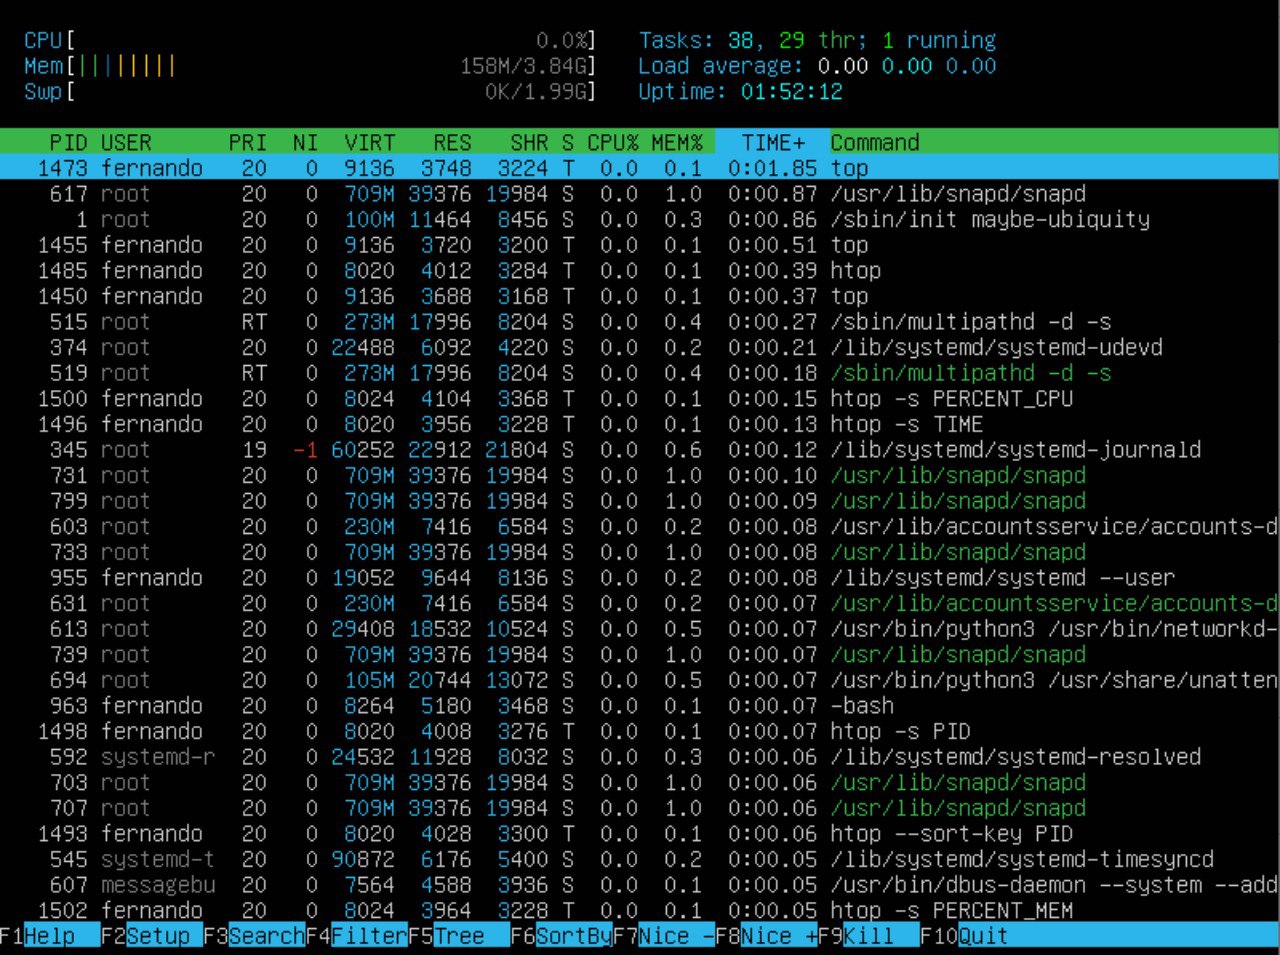 CPU[ 0.0%] Tasks: 38, 29 thr; 1 running
Mem[||||||||| 158M/3.84G] Load average: 0.00 0.00 0.00
Swp[ 0K/1.99G] Uptime: 01:52:12
PID USER PRI NI VIRT RES SHR S CPU% MEM% TIME+ Command
1473 fernando 20 0 9136 3748 3224 T 0.0 0.1 0:01.85 top
617 root 20 0 709M 39376 19984 S 0.0 1.0 0:00.87 /usr/lib/snapd/snapd
1 root 20 0 100M 11464 8456 S 0.0 0.3 0:00.86 /sbin/init maybe-ubiquity
1455 fernando 20 0 9136 3720 3200 T 0.0 0.1 0:00.51 top
1485 fernando 20 0 8020 4012 3284 T 0.0 0.1 0:00.39 htop
1450 fernando 20 0 9136 3688 3168 T 0.0 0.1 0:00.37 top
515 root RT 0 273M 17996 8204 S 0.0 0.4 0:00.27 /sbin/multipathd -d -s
374 root 20 0 22488 6092 4220 S 0.0 0.2 0:00.21 /lib/systemd/systemd-udevd
519 root RT 0 273M 17996 8204 S 0.0 0.4 0:00.18 /sbin/multipathd -d -s
1500 fernando 20 0 8024 4104 3368 T 0.0 0.1 0:00.15 htop -s PERCENT_CPU
1496 fernando 20 0 8020 3956 3228 T 0.0 0.1 0:00.13 htop -s TIME
345 root 19 -1 60252 22912 21804 S 0.0 0.6 0:00.12 /lib/systemd/systemd-journald
731 root 20 0 709M 39376 19984 S 0.0 1.0 0:00.10 /usr/lib/snapd/snapd
799 root 20 0 709M 39376 19984 S 0.0 1.0 0:00.09 /usr/lib/snapd/snapd
603 root 20 0 230M 7416 6584 S 0.0 0.2 0:00.08 /usr/lib/accountsservice/accounts-d
733 root 20 0 709M 39376 19984 S 0.0 1.0 0:00.08 /usr/lib/snapd/snapd
955 fernando 20 0 19052 9644 8136 S 0.0 0.2 0:00.08 /lib/systemd/systemd --user
631 root 20 0 230M 7416 6584 S 0.0 0.2 0:00.07 /usr/lib/accountsservice/accounts-d
613 root 20 0 29408 18532 10524 S 0.0 0.5 0:00.07 /usr/bin/python3 /usr/bin/networkd-
739 root 20 0 709M 39376 19984 S 0.0 1.0 0:00.07 /usr/lib/snapd/snapd
694 root 20 0 105M 20744 13072 S 0.0 0.5 0:00.07 /usr/bin/python3 /usr/share/unatten
963 fernando 20 0 8264 5180 3468 S 0.0 0.1 0:00.07 -bash
1498 fernando 20 0 8020 4008 3276 T 0.0 0.1 0:00.07 htop -s PID
592 systemd-r 20 0 24532 11928 8032 S 0.0 0.3 0:00.06 /lib/systemd/systemd-resolved
703 root 20 0 709M 39376 19984 S 0.0 1.0 0:00.06 /usr/lib/snapd/snapd
707 root 20 0 709M 39376 19984 S 0.0 1.0 0:00.06 /usr/lib/snapd/snapd
1493 fernando 20 0 8020 4028 3300 T 0.0 0.1 0:00.06 htop --sort-key PID
545 systemd-t 20 0 90872 6176 5400 S 0.0 0.2 0:00.05 /lib/systemd/systemd-timesyncd
607 messagebu 20 0 7564 4588 3936 S 0.0 0.1 0:00.05 /usr/bin/dbus-daemon --system --add
1502 fernando 20 0 8024 3964 3228 T 0.0 0.1 0:00.05 htop -s PERCENT_MEM
F1Help F2Setup F3SearchF4FilterF5Tree F6SortByF7Nice -F8Nice +F9Kill F10Quit